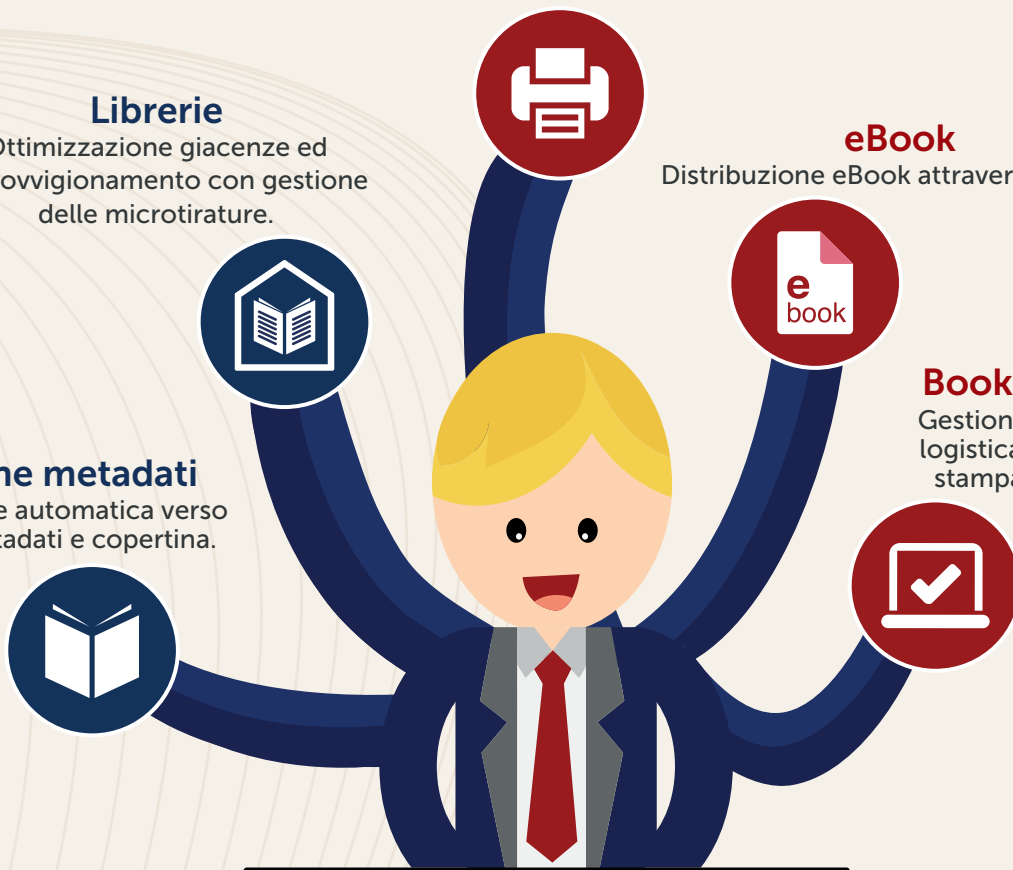 Librerie
Ottimizzazione giacenze ed
ovvigionamento con gestione
delle microtirature.
eBook
Distribuzione eBook attraver
e
book
Book
Gestion
logistica
stampa
ne metadati
e automatica verso
tadati e copertina.